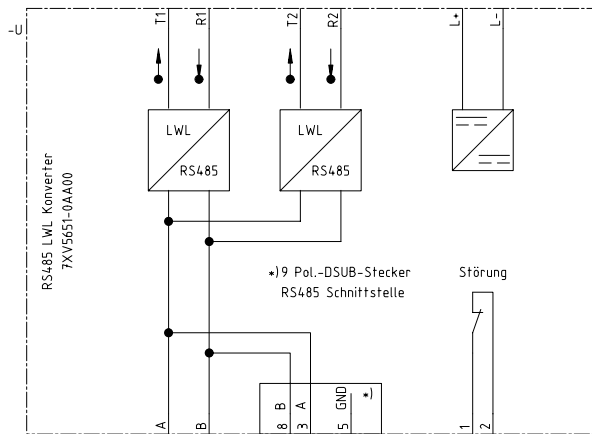 -U
T1
R1
T2
R2
L+
L-
LWL
RS485
LWL
RS485
RS485 LWL Konverter
7XV5651-0AA00
*)9 Pol.-DSUB-Stecker
RS485 Schnittstelle
Störung
A
B
8 B
3 A
5 GND
*)
1
2